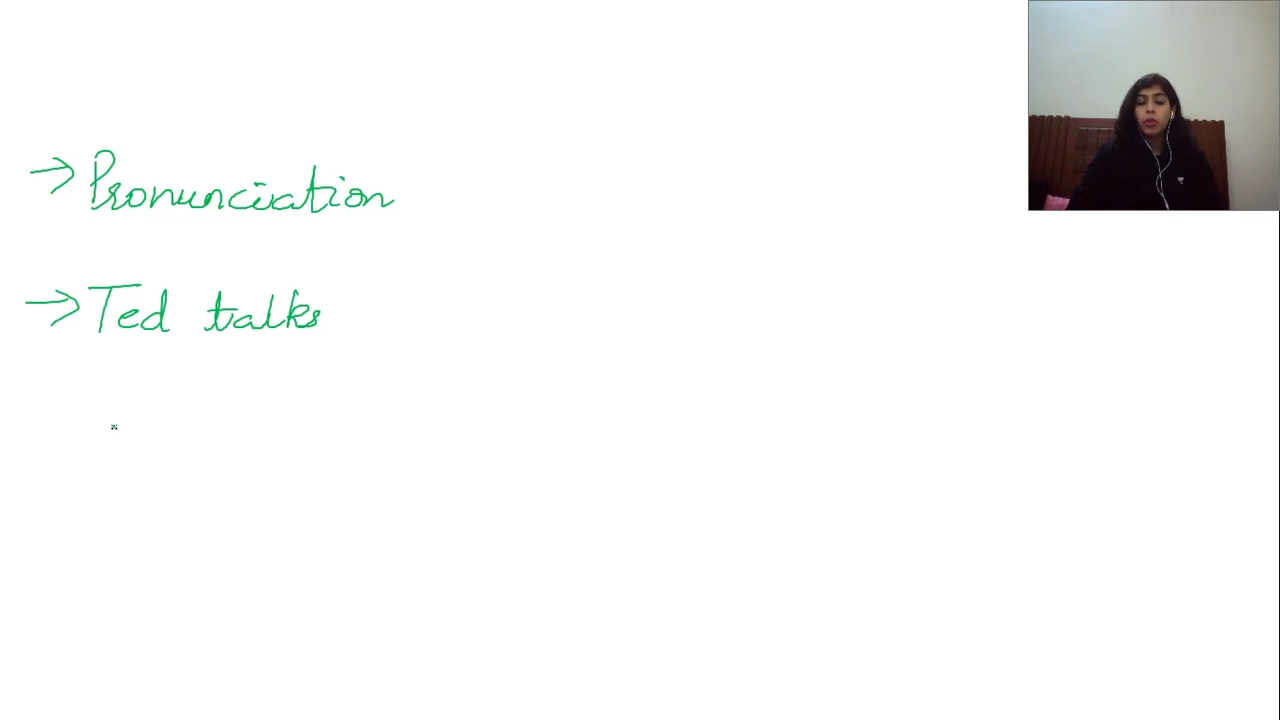 → Pronunciation
→ Ted talks